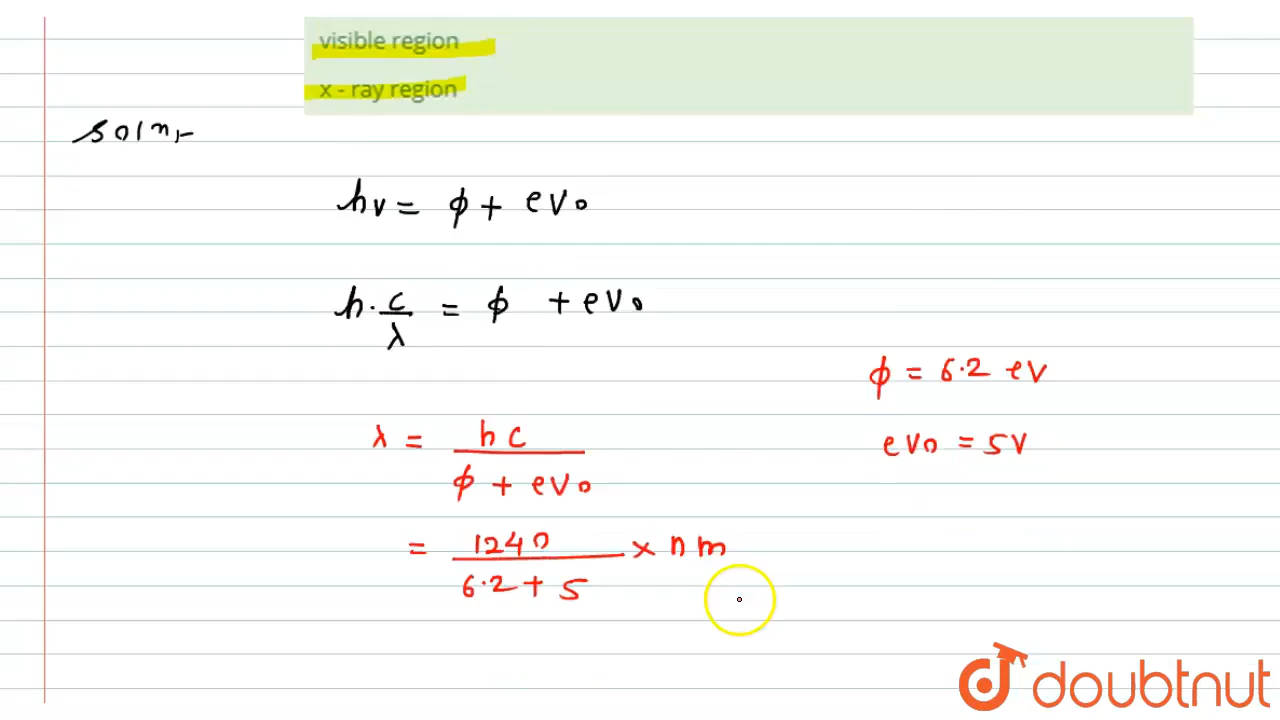 visible region
x - ray region
Soln,-
hν = ϕ + eV0
h. c/λ = ϕ + eV0
ϕ = 6.2 eV
λ = hC/ϕ + eV0
eV0 = 5V
= 1240/6.2 + 5 × nm
doubtnut